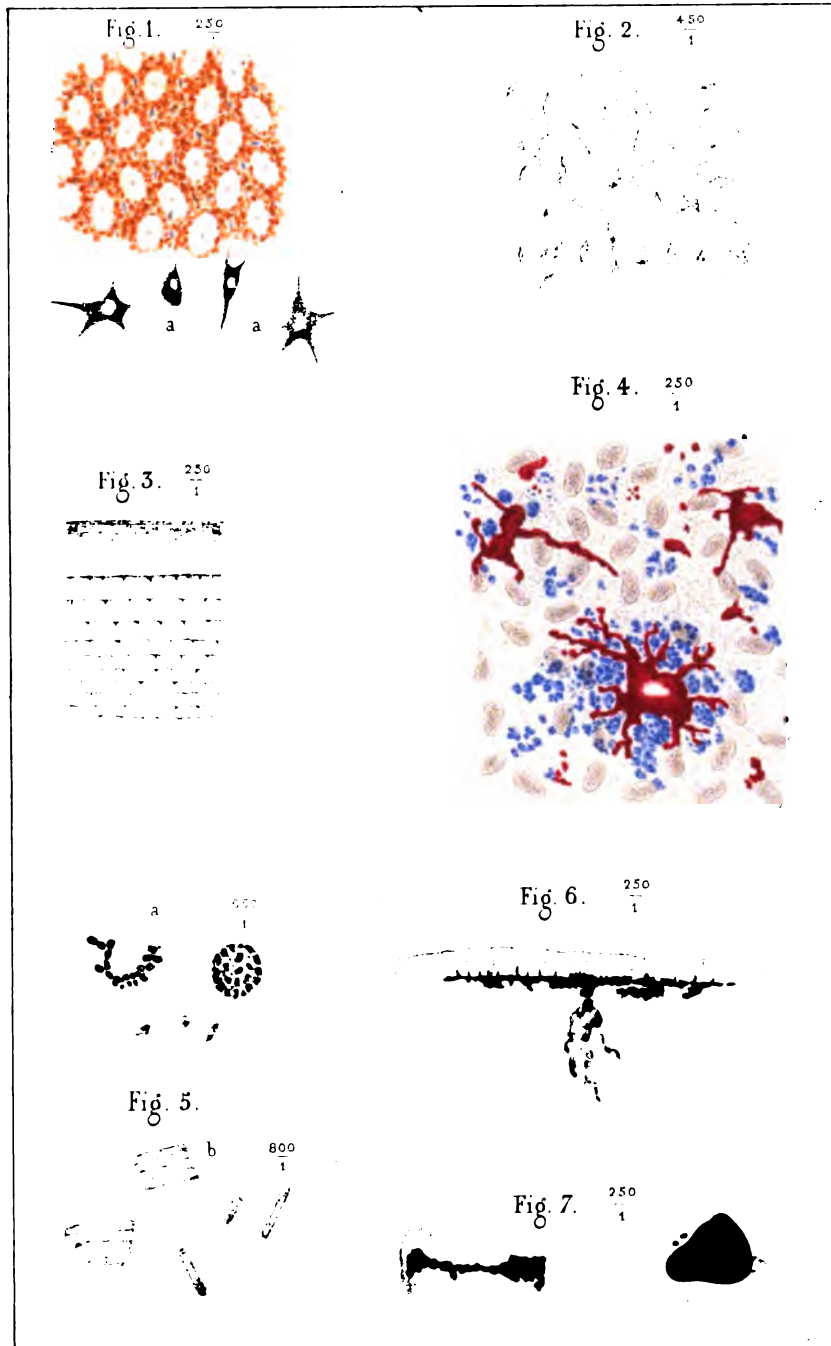 Fig. 1. 250/1
Fig. 2. 450/1
a a
Fig. 4. 250/1
Fig. 3. 250/1
a
Fig. 6. 250/1
Fig. 5.
b 800/1
Fig. 7. 250/1